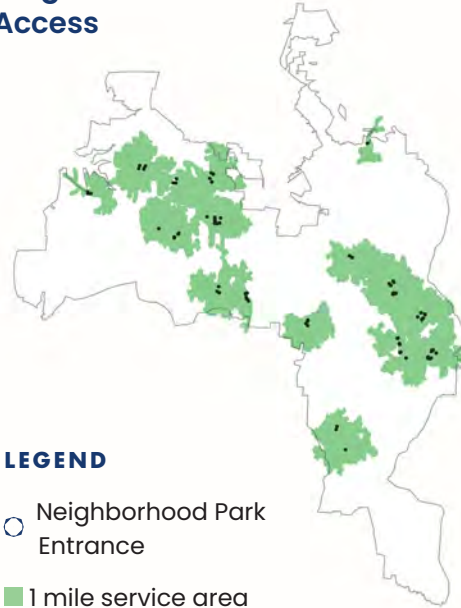 Access
LEGEND
Neighborhood Park
Entrance
1 mile service area